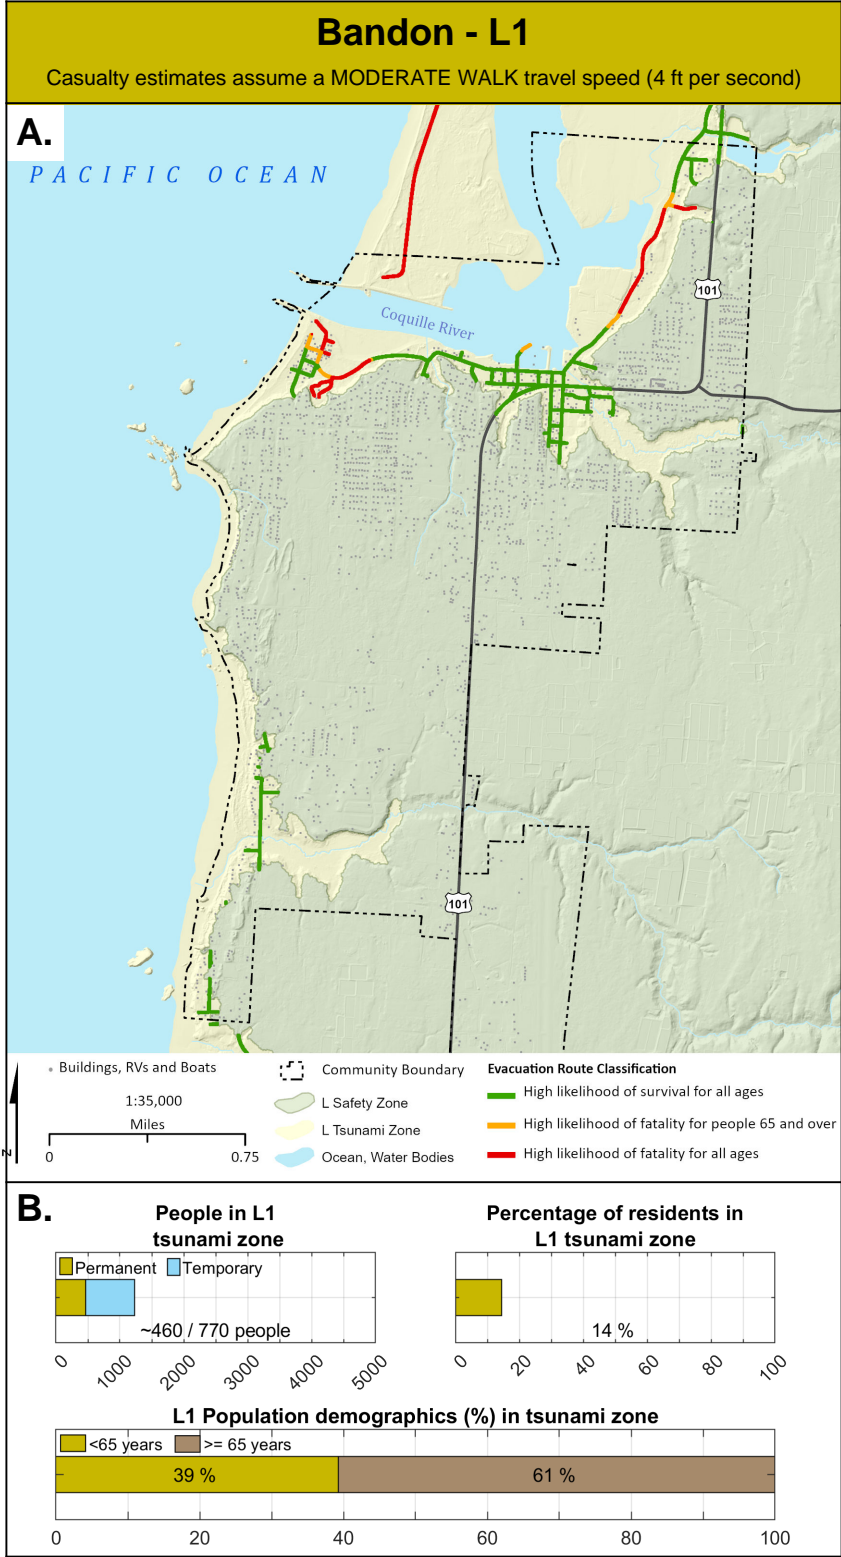 Bandon - L1
Casualty estimates assume a MODERATE WALK travel speed (4 ft per second)
A.
PACIFIC OCEAN
101
Coquille River
101
Buildings, RVs and Boats
1:35,000
Miles
0 0.75
N
Community Boundary
L Safety Zone
L Tsunami Zone
Ocean, Water Bodies
Evacuation Route Classification
High likelihood of survival for all ages
High likelihood of fatality for people 65 and over
High likelihood of fatality for all ages
B.
People in L1
tsunami zone
Permanent Temporary
~460 / 770 people
0 1000 2000 3000 4000 5000
Percentage of residents in
L1 tsunami zone
14 %
0 20 40 60 80 100
L1 Population demographics (%) in tsunami zone
<65 years >= 65 years
39 % 61 %
0 20 40 60 80 100